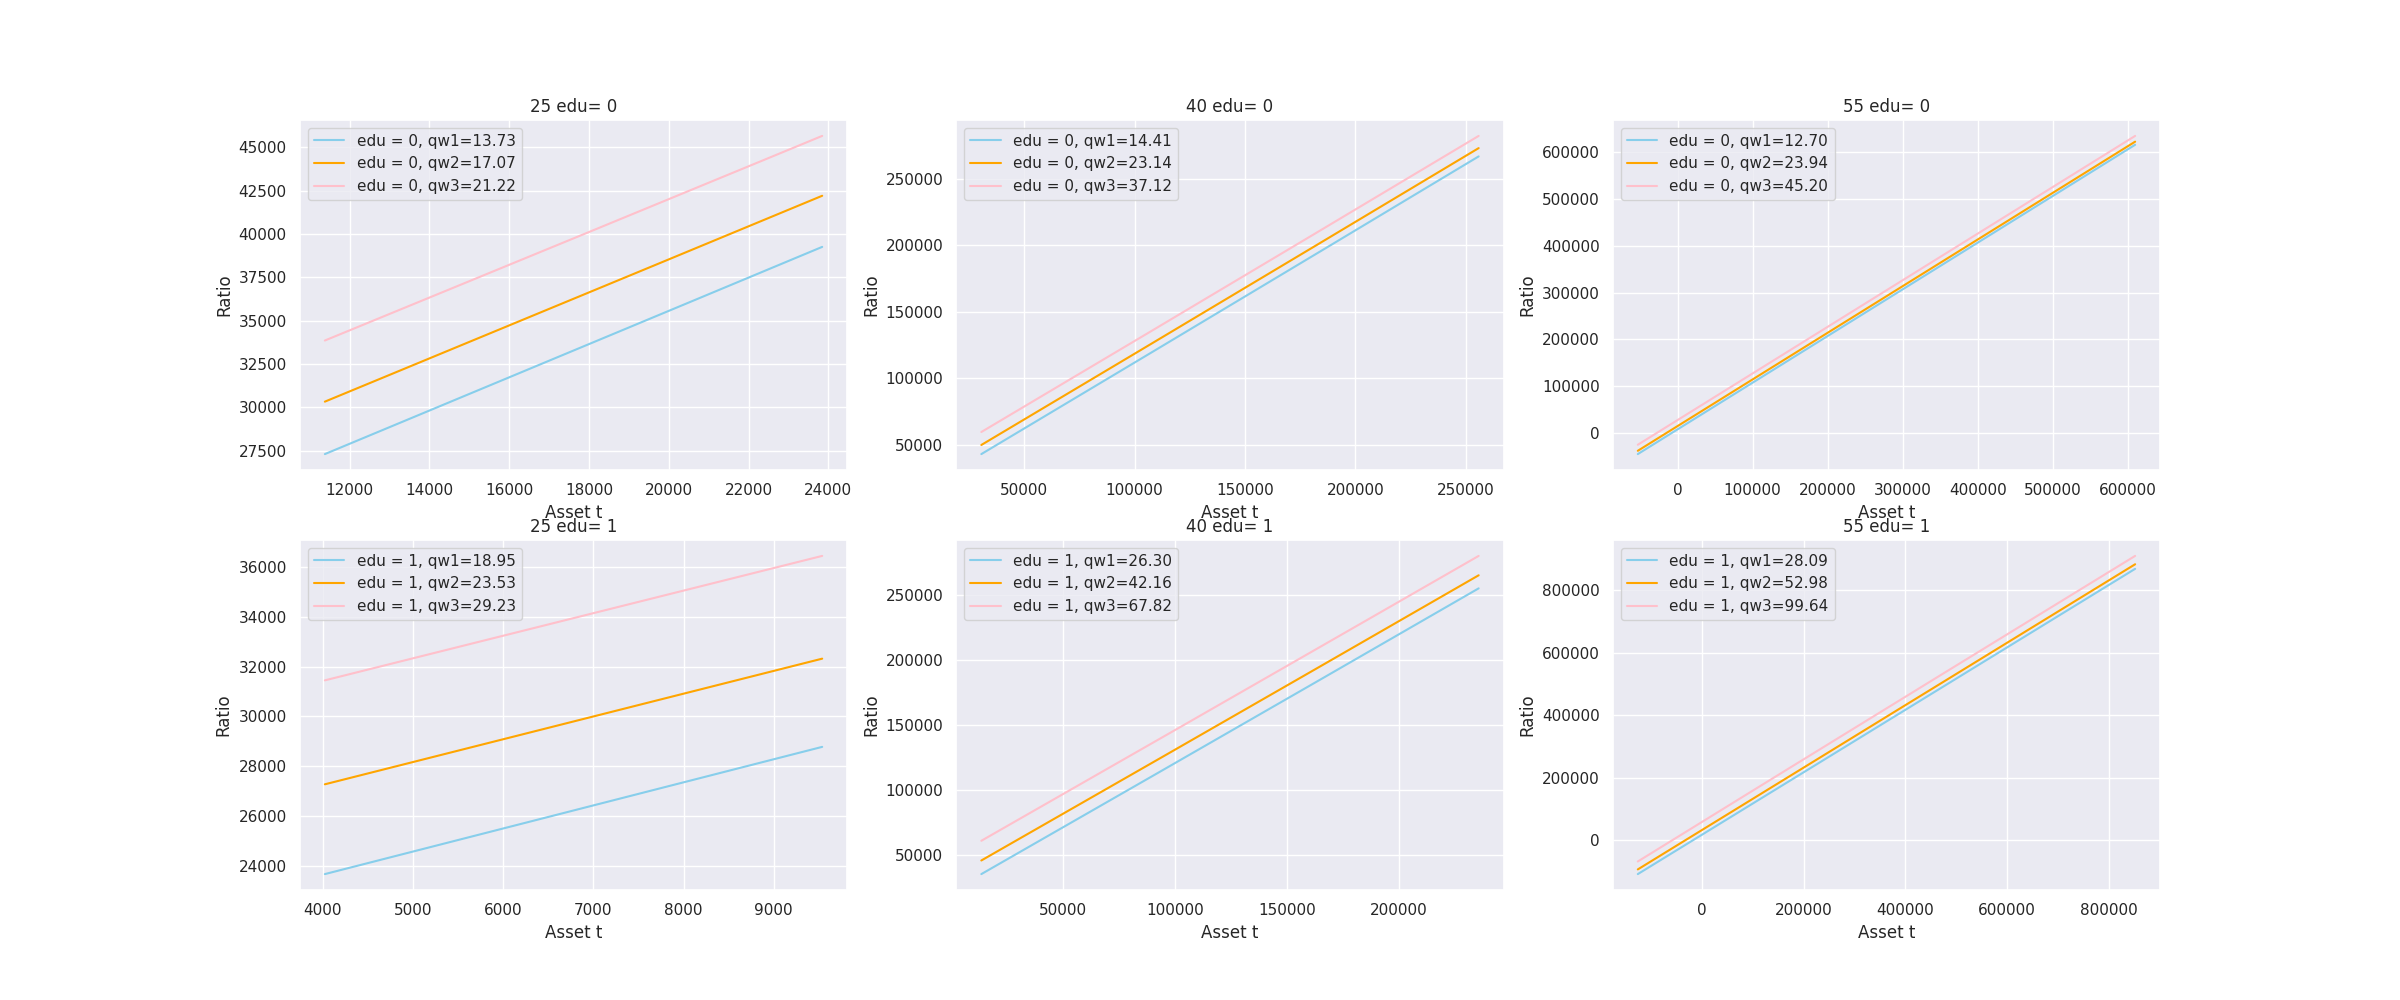 25 edu= 0
edu = 0, qw1=13.73
edu = 0, qw2=17.07
edu = 0, qw3=21.22
45000
42500
40000
37500
35000
32500
30000
27500
Ratio
12000 14000 16000 18000 20000 22000 24000
Asset t
40 edu= 0
edu = 0, qw1=14.41
edu = 0, qw2=23.14
edu = 0, qw3=37.12
250000
200000
150000
100000
50000
Ratio
50000 100000 150000 200000 250000
Asset t
55 edu= 0
edu = 0, qw1=12.70
edu = 0, qw2=23.94
edu = 0, qw3=45.20
600000
500000
400000
300000
200000
100000
0
Ratio
0 100000 200000 300000 400000 500000 600000
Asset t
25 edu= 1
edu = 1, qw1=18.95
edu = 1, qw2=23.53
edu = 1, qw3=29.23
36000
34000
32000
30000
28000
26000
24000
Ratio
4000 5000 6000 7000 8000 9000
Asset t
40 edu= 1
edu = 1, qw1=26.30
edu = 1, qw2=42.16
edu = 1, qw3=67.82
250000
200000
150000
100000
50000
Ratio
50000 100000 150000 200000
Asset t
55 edu= 1
edu = 1, qw1=28.09
edu = 1, qw2=52.98
edu = 1, qw3=99.64
800000
600000
400000
200000
0
Ratio
0 200000 400000 600000 800000
Asset t